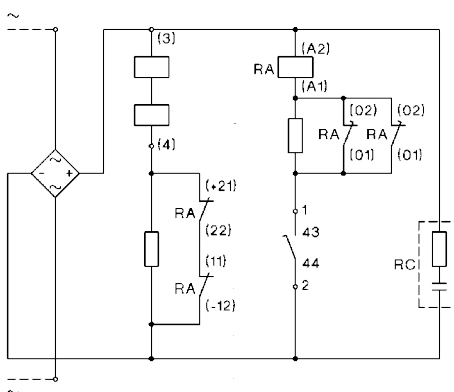 ~
(3)
(A2)
RA
(A1)
(02)
(02)
RA
RA
(4)
(01)
(01)
~
-
+
~
(+21)
RA
(22)
1
43
44
2
(11)
RA
(-12)
RC
~